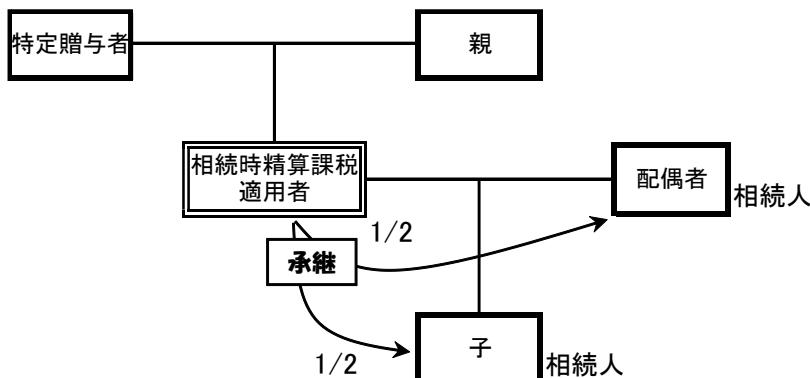 特定贈与者
親
相続時精算課税
適用者
配偶者
相続人
1/2
承継
子
1/2
相続人